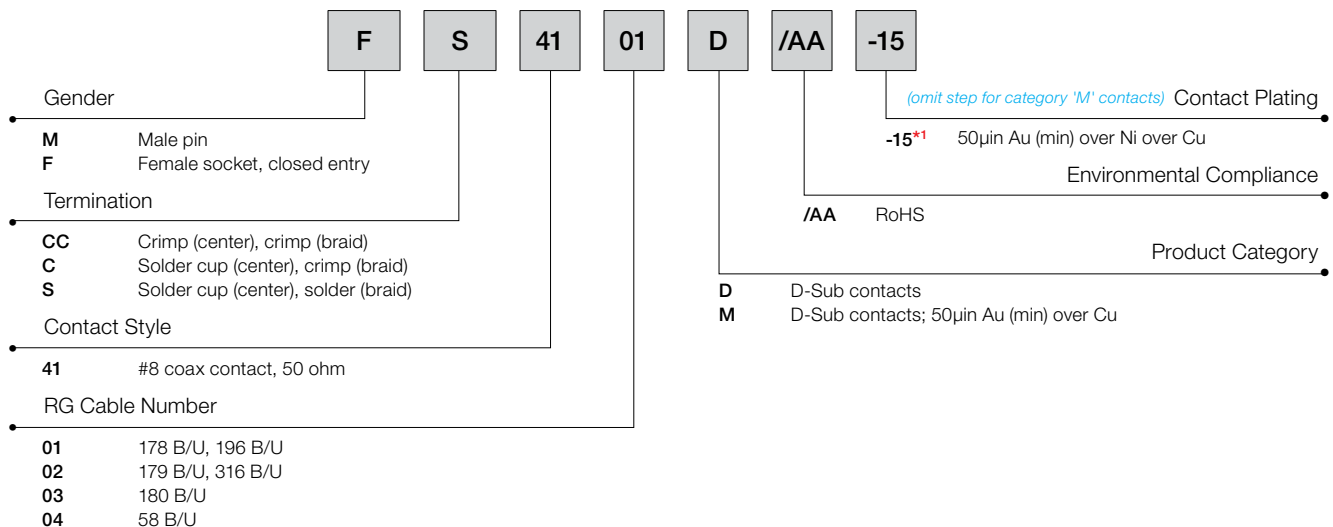 F S 41 01 D /AA -15
Gender
M Male pin
F Female socket, closed entry
Termination
CC Crimp (center), crimp (braid)
C Solder cup (center), crimp (braid)
S Solder cup (center), solder (braid)
Contact Style
41 #8 coax contact, 50 ohm
RG Cable Number
01 178 B/U, 196 B/U
02 179 B/U, 316 B/U
03 180 B/U
04 58 B/U
(omit step for category 'M' contacts) Contact Plating
-15*1 50µin Au (min) over Ni over Cu
Environmental Compliance
/AA RoHS
Product Category
D D-Sub contacts
M D-Sub contacts; 50µin Au (min) over Cu